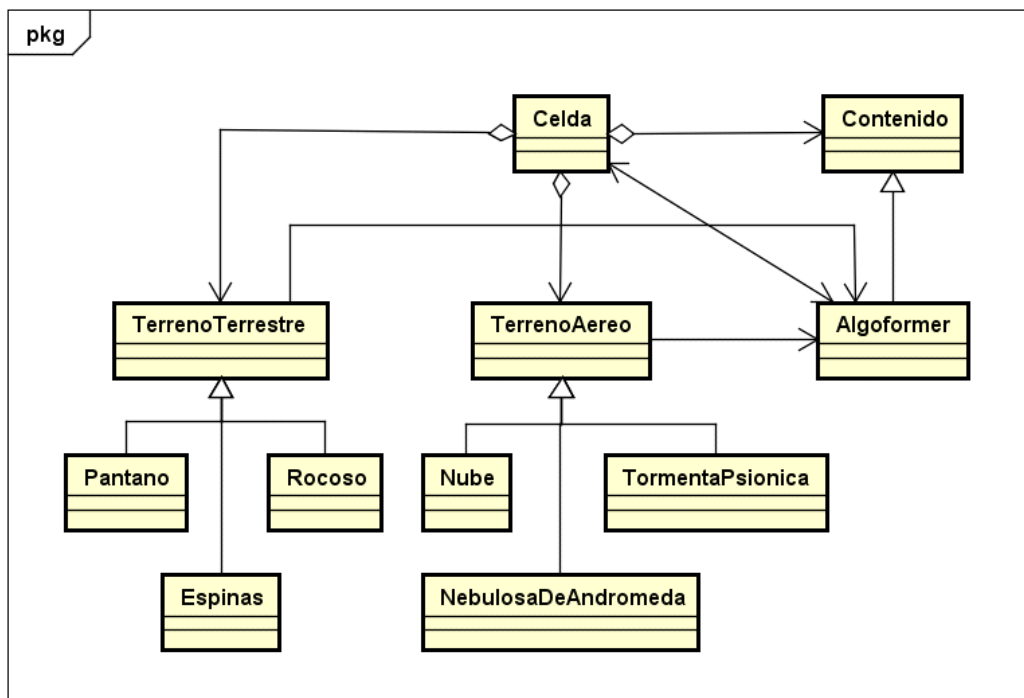 pkg
Celda
Contenido
TerrenoTerrestre
TerrenoAereo
Algoformer
Pantano
Rocoso
Nube
TormentaPsionica
Espinas
NebulosaDeAndromeda